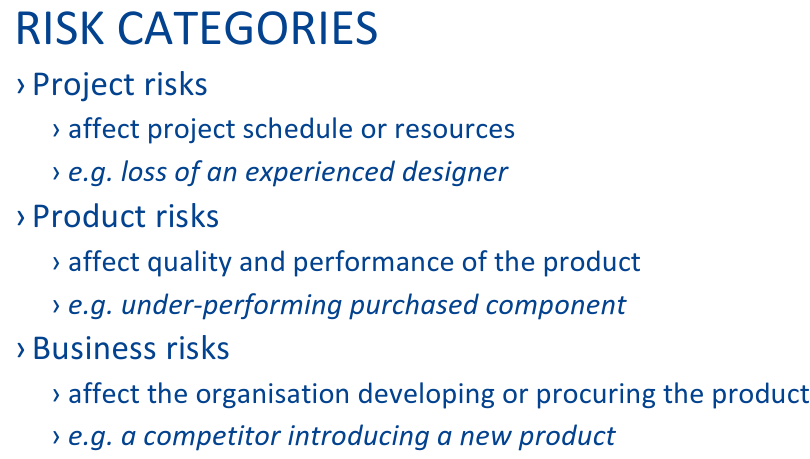 RISK CATEGORIES
› Project risks
› affect project schedule or resources
› e.g. loss of an experienced designer
› Product risks
› affect quality and performance of the product
› e.g. under-performing purchased component
› Business risks
› affect the organisation developing or procuring the product
› e.g. a competitor introducing a new product